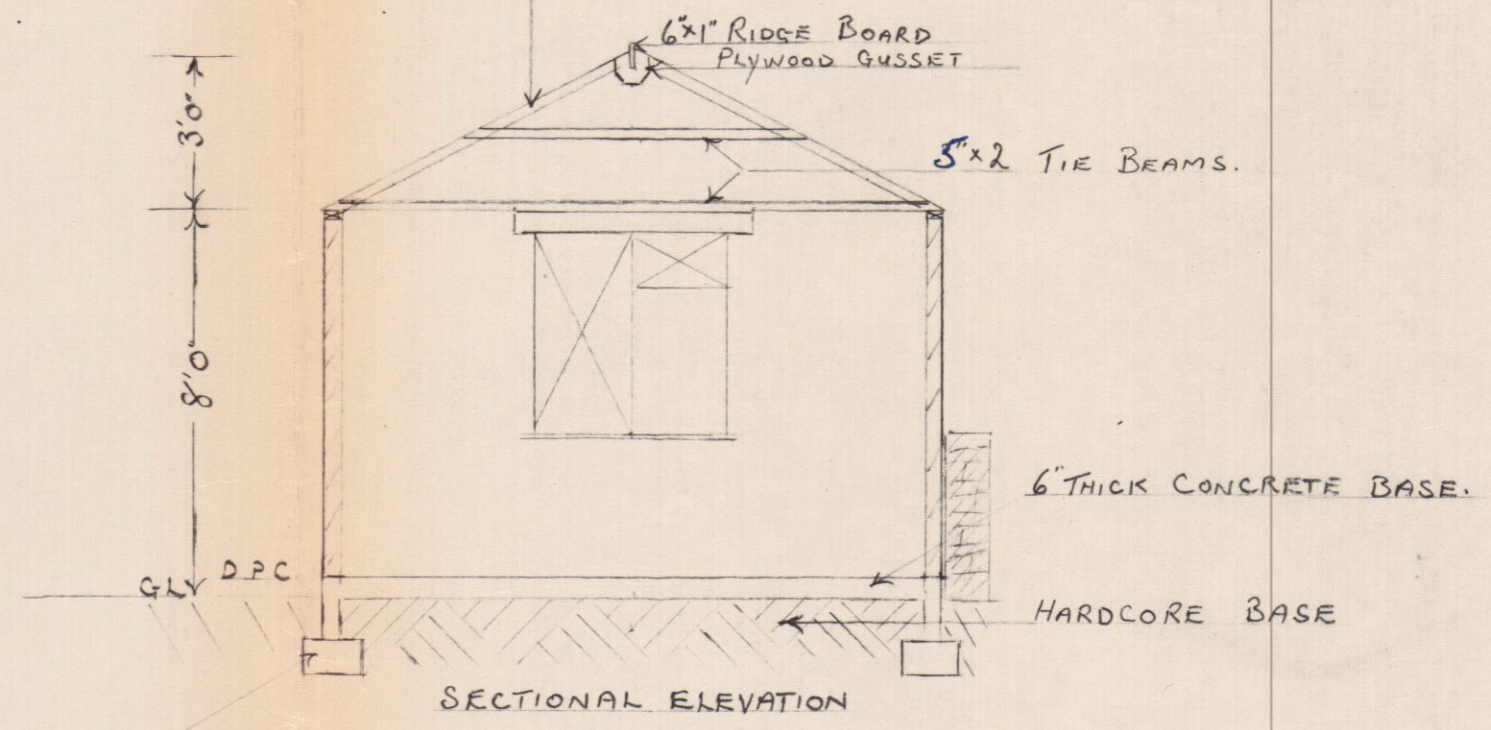 6"x1" RIDGE BOARD
PLYWOOD GUSSET
3'0"
5"x2 TIE BEAMS.
8'0"
6" THICK CONCRETE BASE.
DPC
GL
HARDCORE BASE
SECTIONAL ELEVATION